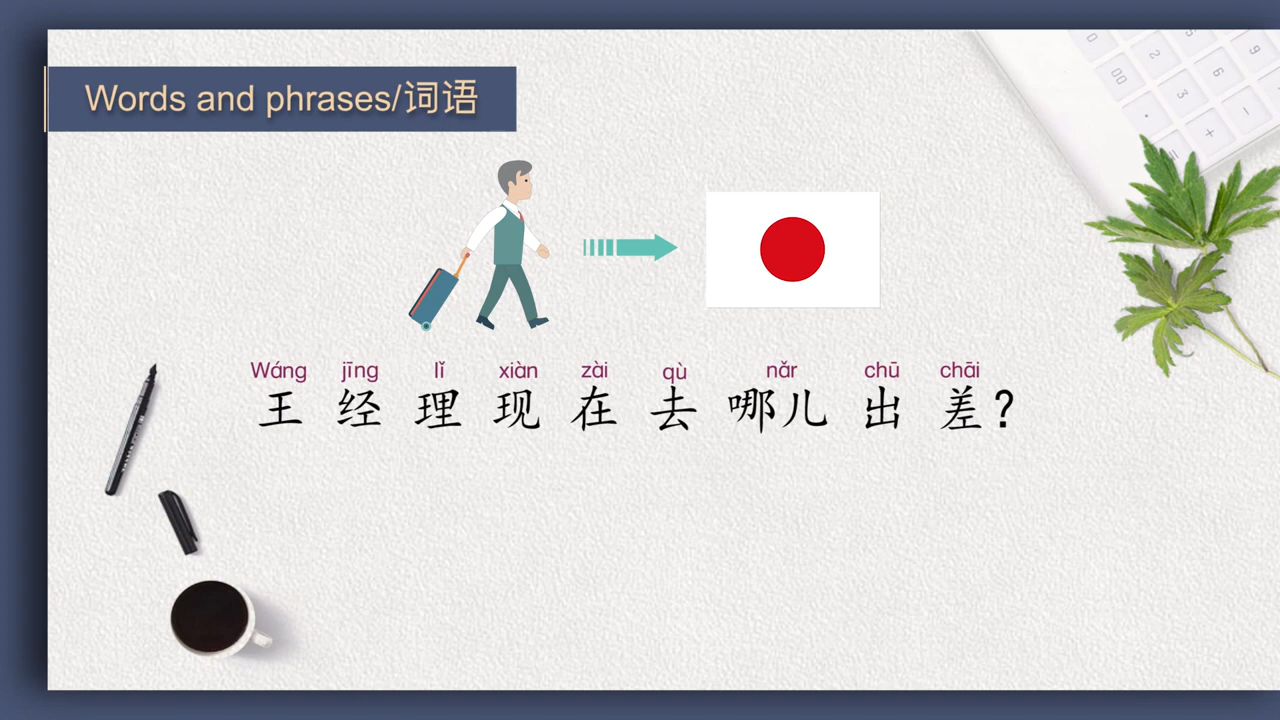 Words and phrases/词语
Wáng jīng lǐ xiàn zài qù nǎr chū chāi
王经理现在去哪儿出差？